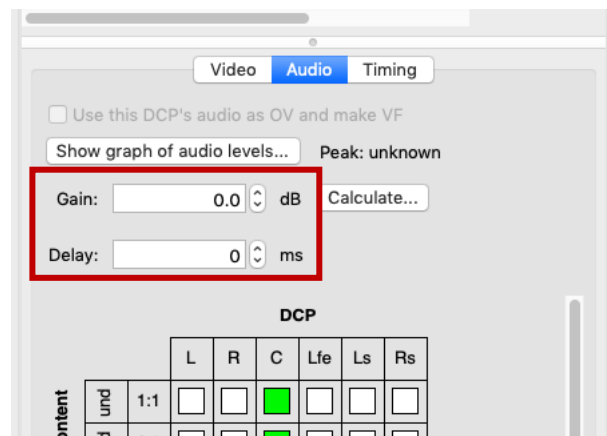 Video Audio Timing
Use this DCP's audio as OV and make VF
Show graph of audio levels... Peak: unknown
Gain: 0.0 dB Calculate...
Delay: 0 ms
DCP
L R C Lfe Ls Rs
und 1:1